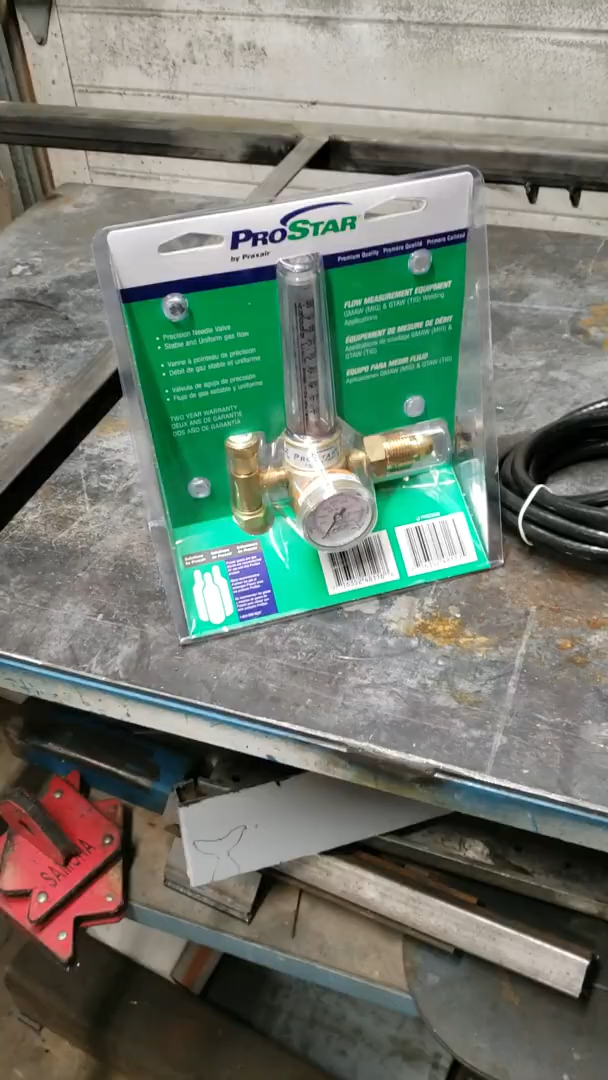 PROSTAR
by Praxair
Premium Quality Première Qualité Primera Calidad
FLOW MEASUREMENT EQUIPMENT
GMAW (MIG) & GTAW (TIG) Welding
Applications
ÉQUIPEMENT DE MESURE DE DÉBIT
Applications de soudage GMAW (MIG) &
GTAW (TIG)
EQUIPO PARA MEDIR FLUJO
Aplicaciones GMAW (MIG) & GTAW (TIG)
• Precision Needle Valve
• Stable and Uniform gas flow
• Vanne à pointeau de précision
• Débit de gaz stable et uniforme
• Válvula de aguja de precisión
• Flujo de gas estable y uniforme
TWO YEAR WARRANTY
DEUX ANS DE GARANTIE
DOS AÑO DE GARANTÍA
PROSTAR